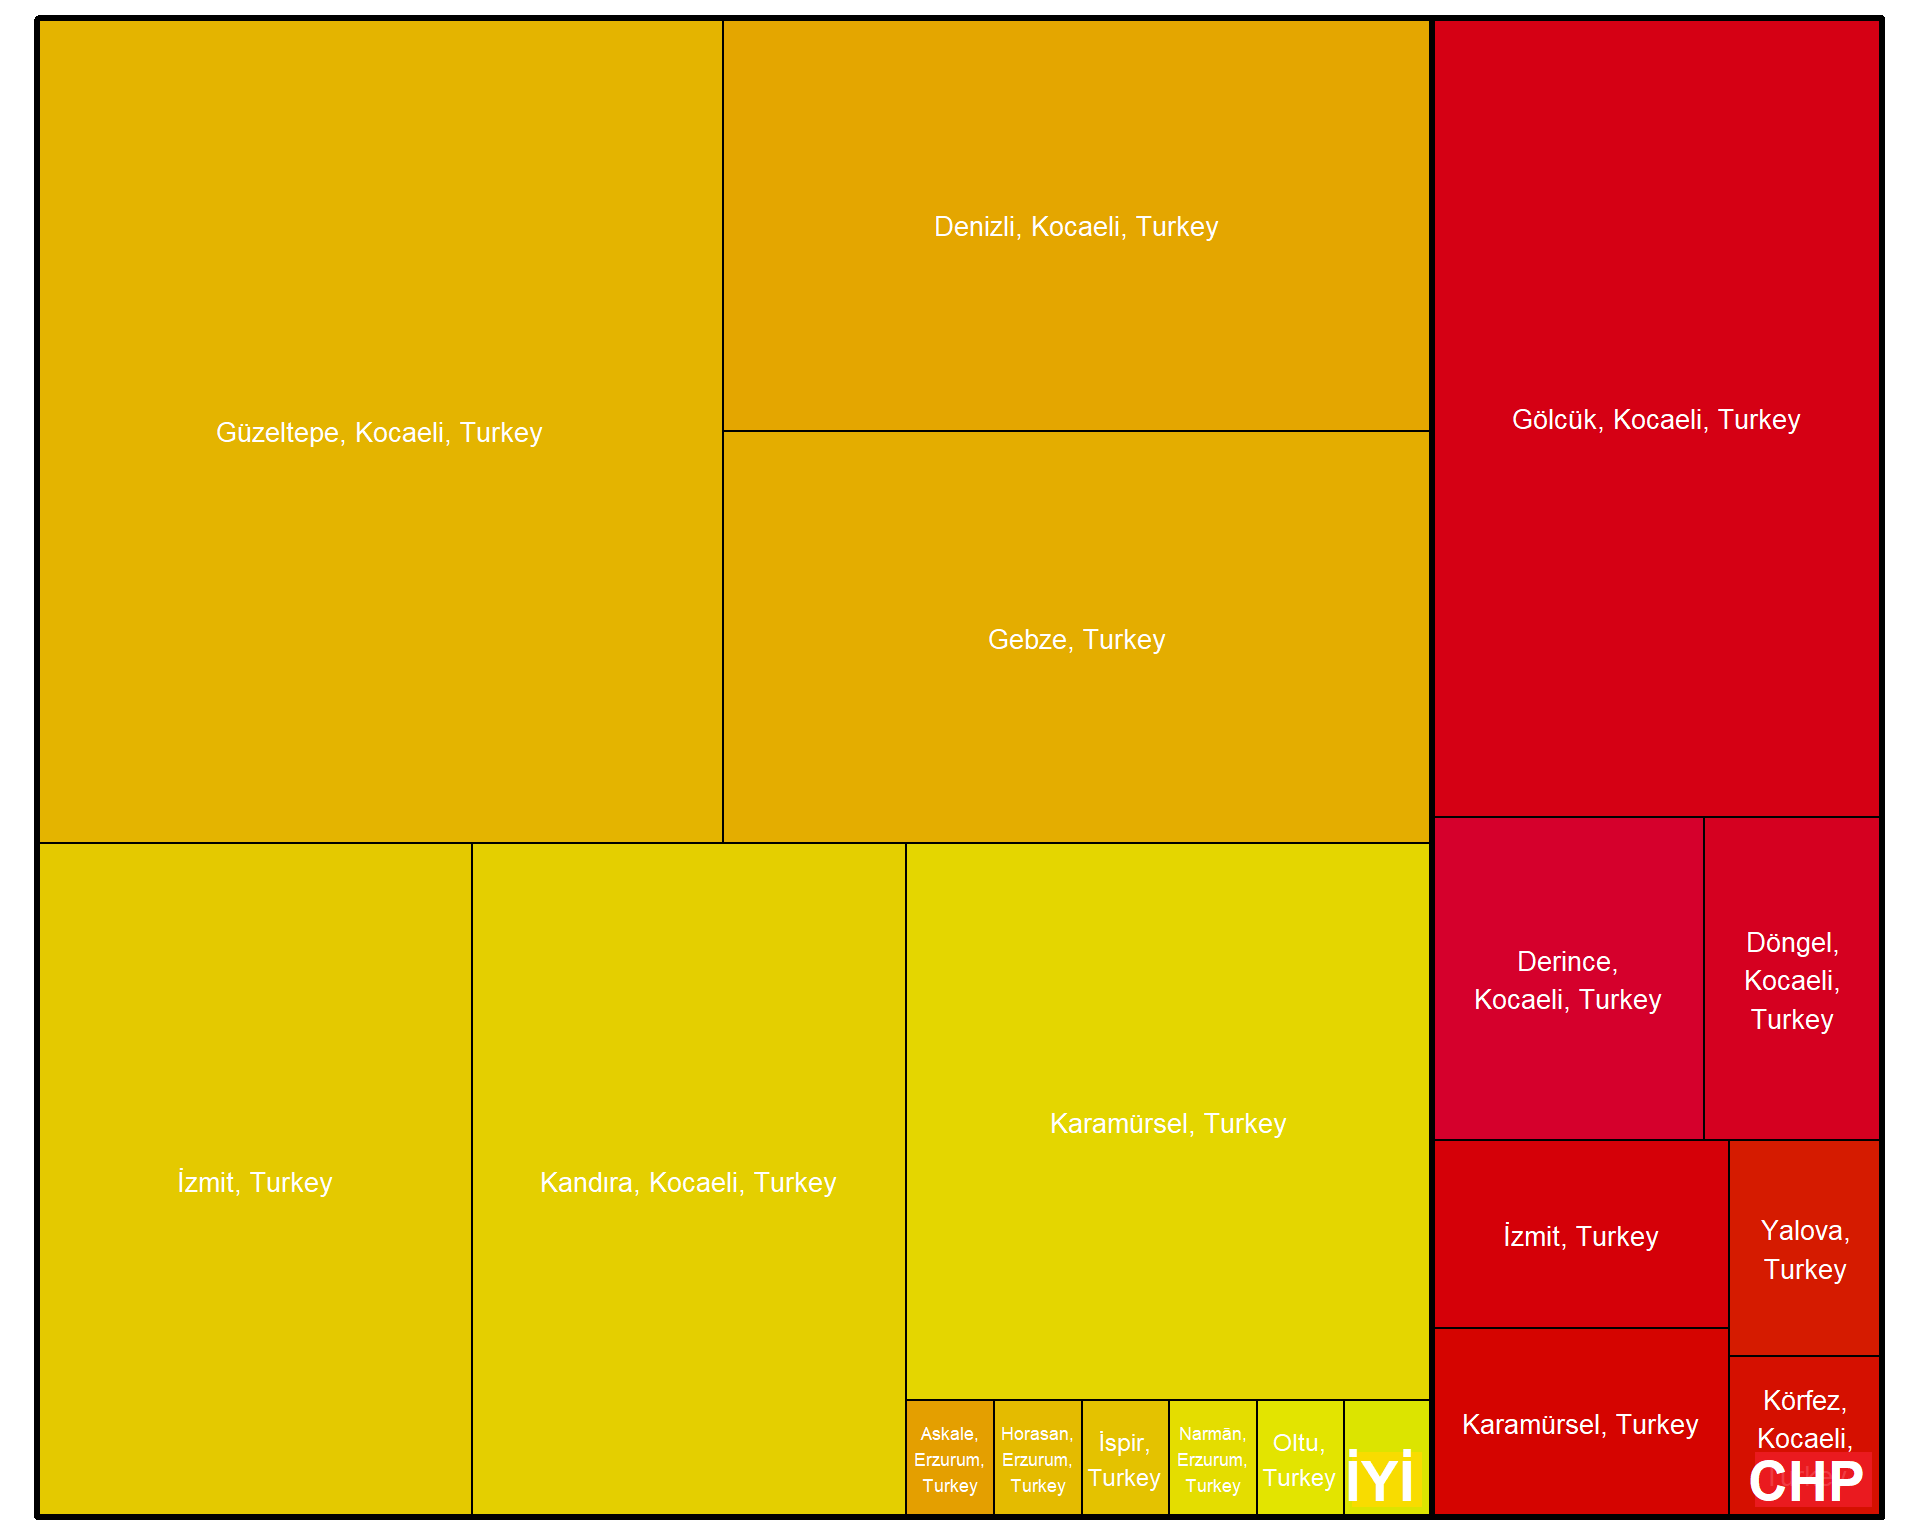 Güzeltepe, Kocaeli, Turkey
Denizli, Kocaeli, Turkey
Gebze, Turkey
İzmit, Turkey
Kandıra, Kocaeli, Turkey
Karamürsel, Turkey
Askale,
Erzurum,
Turkey
Horasan,
Erzurum,
Turkey
İspir,
Turkey
Narmān,
Erzurum,
Turkey
Oltu,
Turkey
İYİ
Gölcük, Kocaeli, Turkey
Derince,
Kocaeli, Turkey
Döngel,
Kocaeli,
Turkey
İzmit, Turkey
Yalova,
Turkey
Karamürsel, Turkey
Körfez,
Kocaeli,
Turkey
CHP